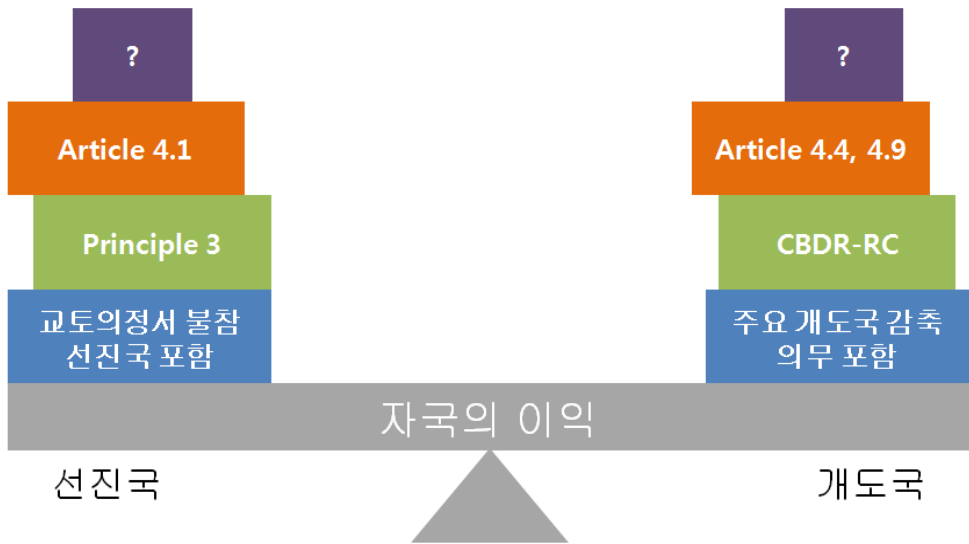 ?
Article 4.1
Principle 3
교토의정서 불참
선진국 포함
?
Article 4.4, 4.9
CBDR-RC
주요 개도국 감축
의무 포함
자국의 이익
선진국
개도국